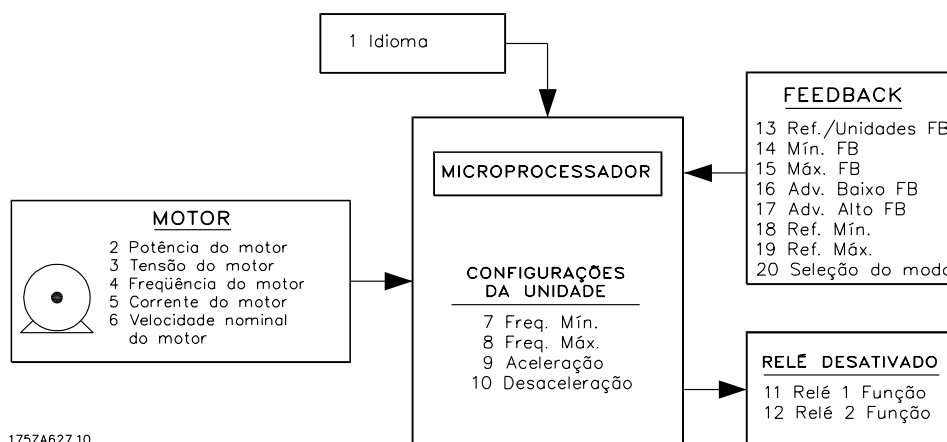 1 Idioma
MICROPROCESSADOR
CONFIGURAÇÕES
DA UNIDADE
7 Freq. Mín.
8 Freq. Máx.
9 Aceleração
10 Desaceleração
MOTOR
2 Potência do motor
3 Tensão do motor
4 Freqüência do motor
5 Corrente do motor
6 Velocidade nominal
do motor
FEEDBACK
13 Ref./Unidades FB
14 Mín. FB
15 Máx. FB
16 Adv. Baixo FB
17 Adv. Alto FB
18 Ref. Mín.
19 Ref. Máx.
20 Seleção do modo
RELÉ DESATIVADO
11 Relé 1 Função
12 Relé 2 Função
175ZA627.10